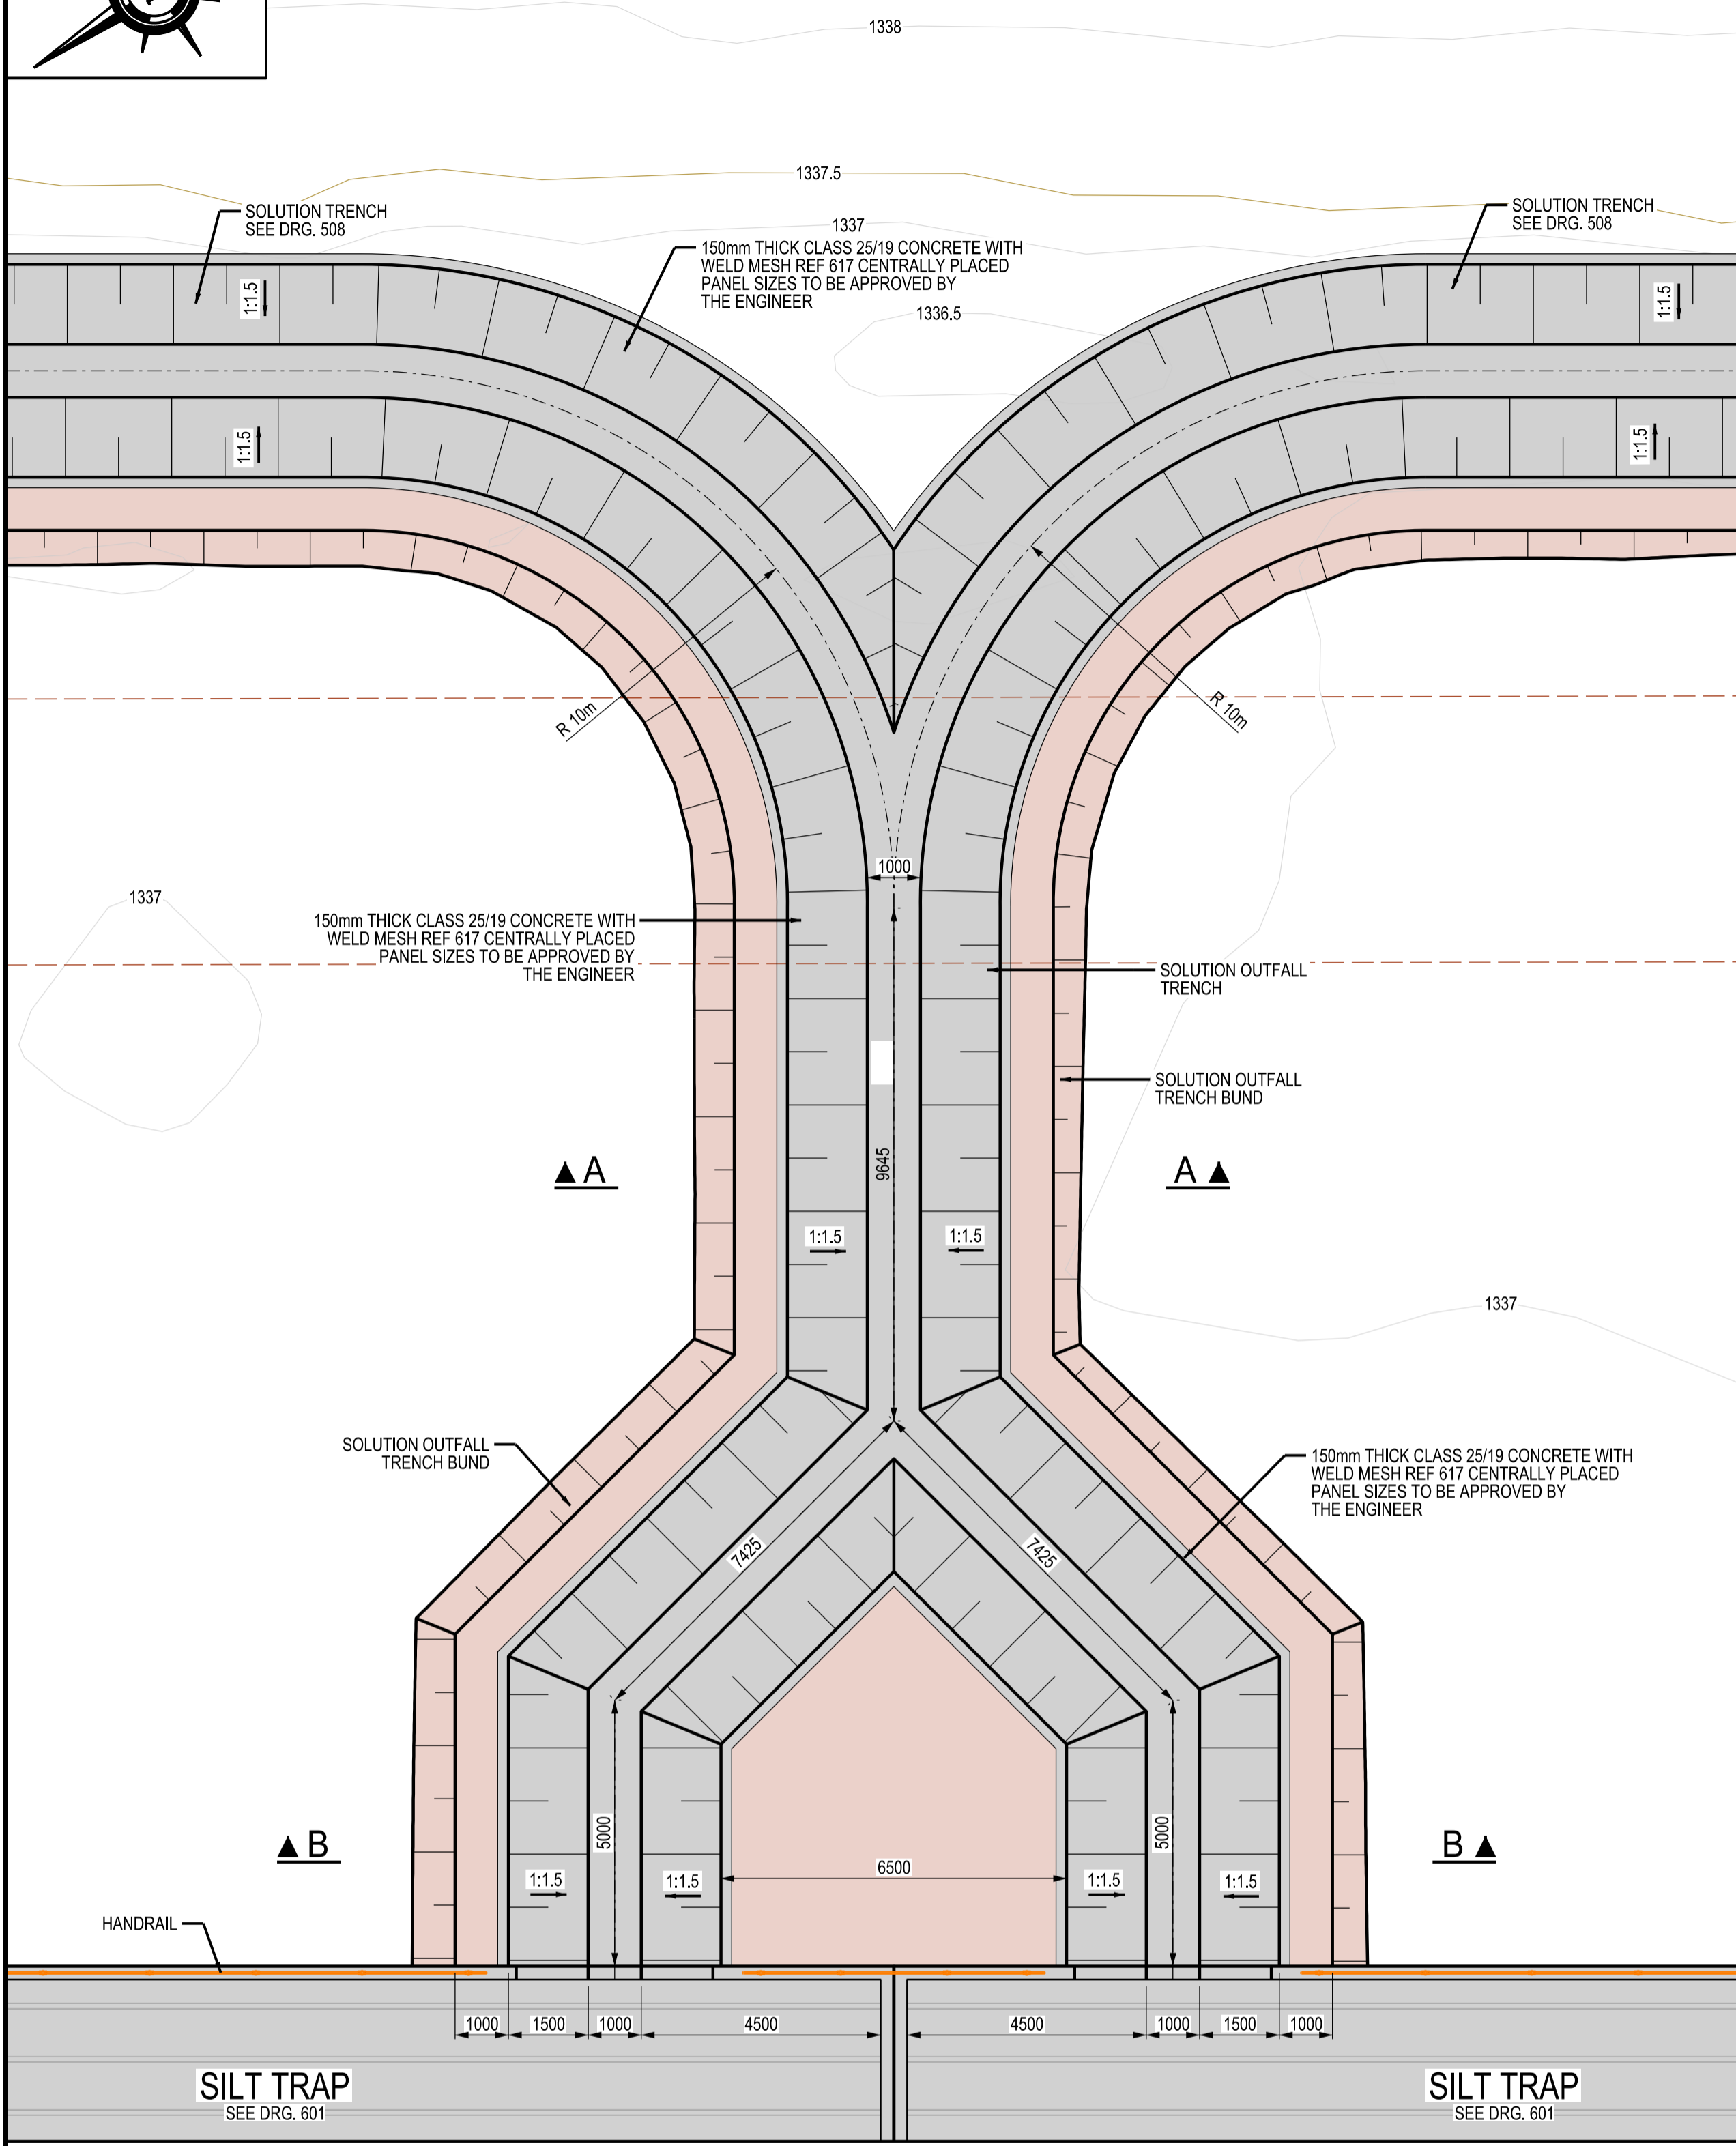 1338
1337.5
SOLUTION TRENCH
SEE DRG. 508
SOLUTION TRENCH
SEE DRG. 508
1337
150mm THICK CLASS 25/19 CONCRETE WITH
WELD MESH REF 617 CENTRALLY PLACED
PANEL SIZES TO BE APPROVED BY
THE ENGINEER
1:1.5
1:1.5
1336.5
1:1.5
1:1.5
R 10m
R 10m
1000
1337
150mm THICK CLASS 25/19 CONCRETE WITH
WELD MESH REF 617 CENTRALLY PLACED
PANEL SIZES TO BE APPROVED BY
THE ENGINEER
SOLUTION OUTFALL
TRENCH
SOLUTION OUTFALL
TRENCH BUND
9645
A
A
1:1.5
1:1.5
1337
SOLUTION OUTFALL
TRENCH BUND
150mm THICK CLASS 25/19 CONCRETE WITH
WELD MESH REF 617 CENTRALLY PLACED
PANEL SIZES TO BE APPROVED BY
THE ENGINEER
7425
7425
5000
5000
B
B
6500
1:1.5
1:1.5
1:1.5
1:1.5
HANDRAIL
1000
1500
1000
4500
4500
1000
1500
1000
SILT TRAP
SEE DRG. 601
SILT TRAP
SEE DRG. 601